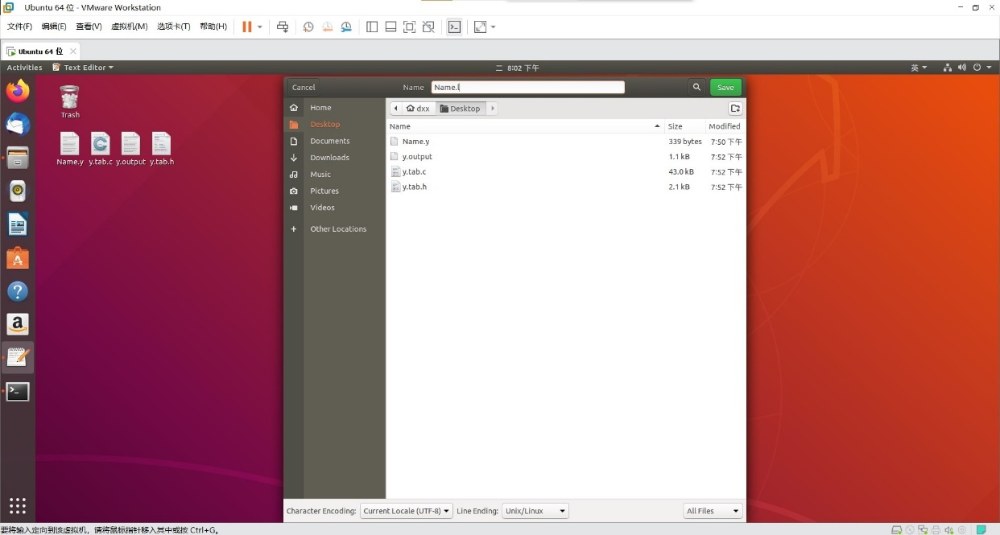 Ubuntu 64 位 - VMware Workstation
文件(F) 编辑(E) 查看(V) 虚拟机(M) 选项卡(T) 帮助(H)
Ubuntu 64 位
Activities Text Editor 二 8:02 下午 英
Cancel Name Name.l Save
Trash
Name.y y.tab.c y.output y.tab.h
Home
Desktop
Documents
Downloads
Music
Pictures
Videos
Other Locations
dxx Desktop
Name Size Modified
Name.y 339 bytes 7:50 下午
y.output 1.1 kB 7:52 下午
y.tab.c 43.0 kB 7:52 下午
y.tab.h 2.1 kB 7:52 下午
Character Encoding: Current Locale (UTF-8) Line Ending: Unix/Linux All Files
要将输入定向到该虚拟机，请将鼠标指针移入其中或按 Ctrl+G。